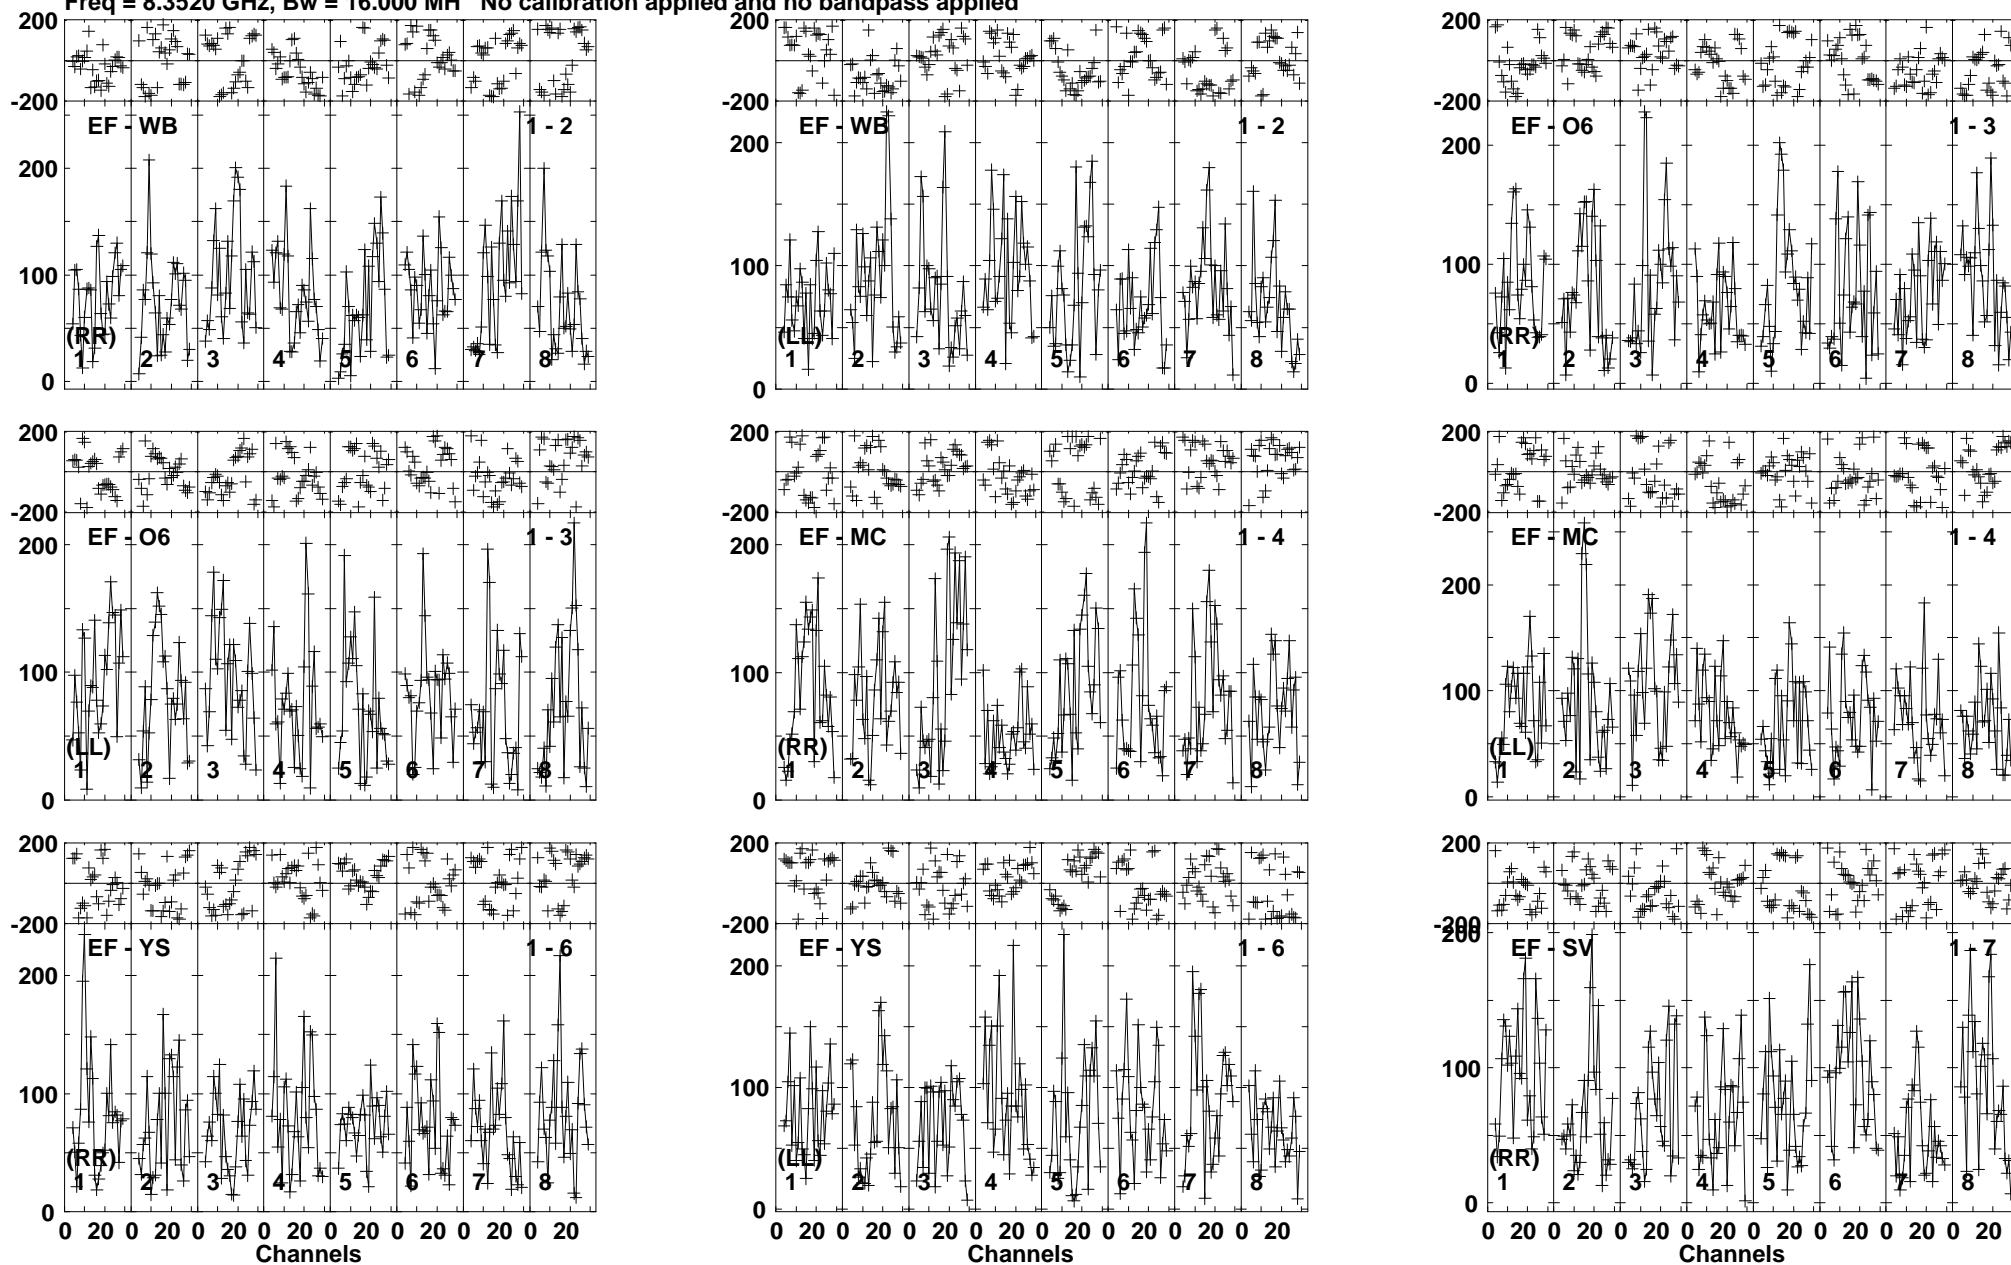 Freq = 8.3520 GHz, Bw = 16.000 MH No calibration applied and no bandpass applied
200 200 200
-200 -200 -200
EF - WB 1 - 2 EF - WB 1 - 2 EF - O6 1 - 3
200 200 200
100 100 100
(RR) (LL) (RR)
1 2 3 4 5 6 7 8 1 2 3 4 5 6 7 8 1 2 3 4 5 6 7 8
0 0 0
200 200 200
-200 -200 -200
EF - O6 1 - 3 EF - MC 1 - 4 EF - MC 1 - 4
200 200 200
100 100 100
(LL) (RR) (LL)
1 2 3 4 5 6 7 8 1 2 3 4 5 6 7 8 1 2 3 4 5 6 7 8
0 0 0
200 200 200
-200 -200 -200
200
EF - YS 1 - 6 EF - YS 1 - 6 EF - SV 1 - 7
200 200
100 100 100
(RR) (LL) (RR)
1 2 3 4 5 6 7 8 1 2 3 4 5 6 7 8 1 2 3 4 5 6 7 8
0 0 0
0 20 0 20 0 20 0 20 0 20 0 20 0 20 0 20 0 20 0 20 0 20 0 20 0 20 0 20 0 20 0 20 0 20 0 20 0 20 0 20 0 20 0 20 0 20 0 20
Channels Channels Channels